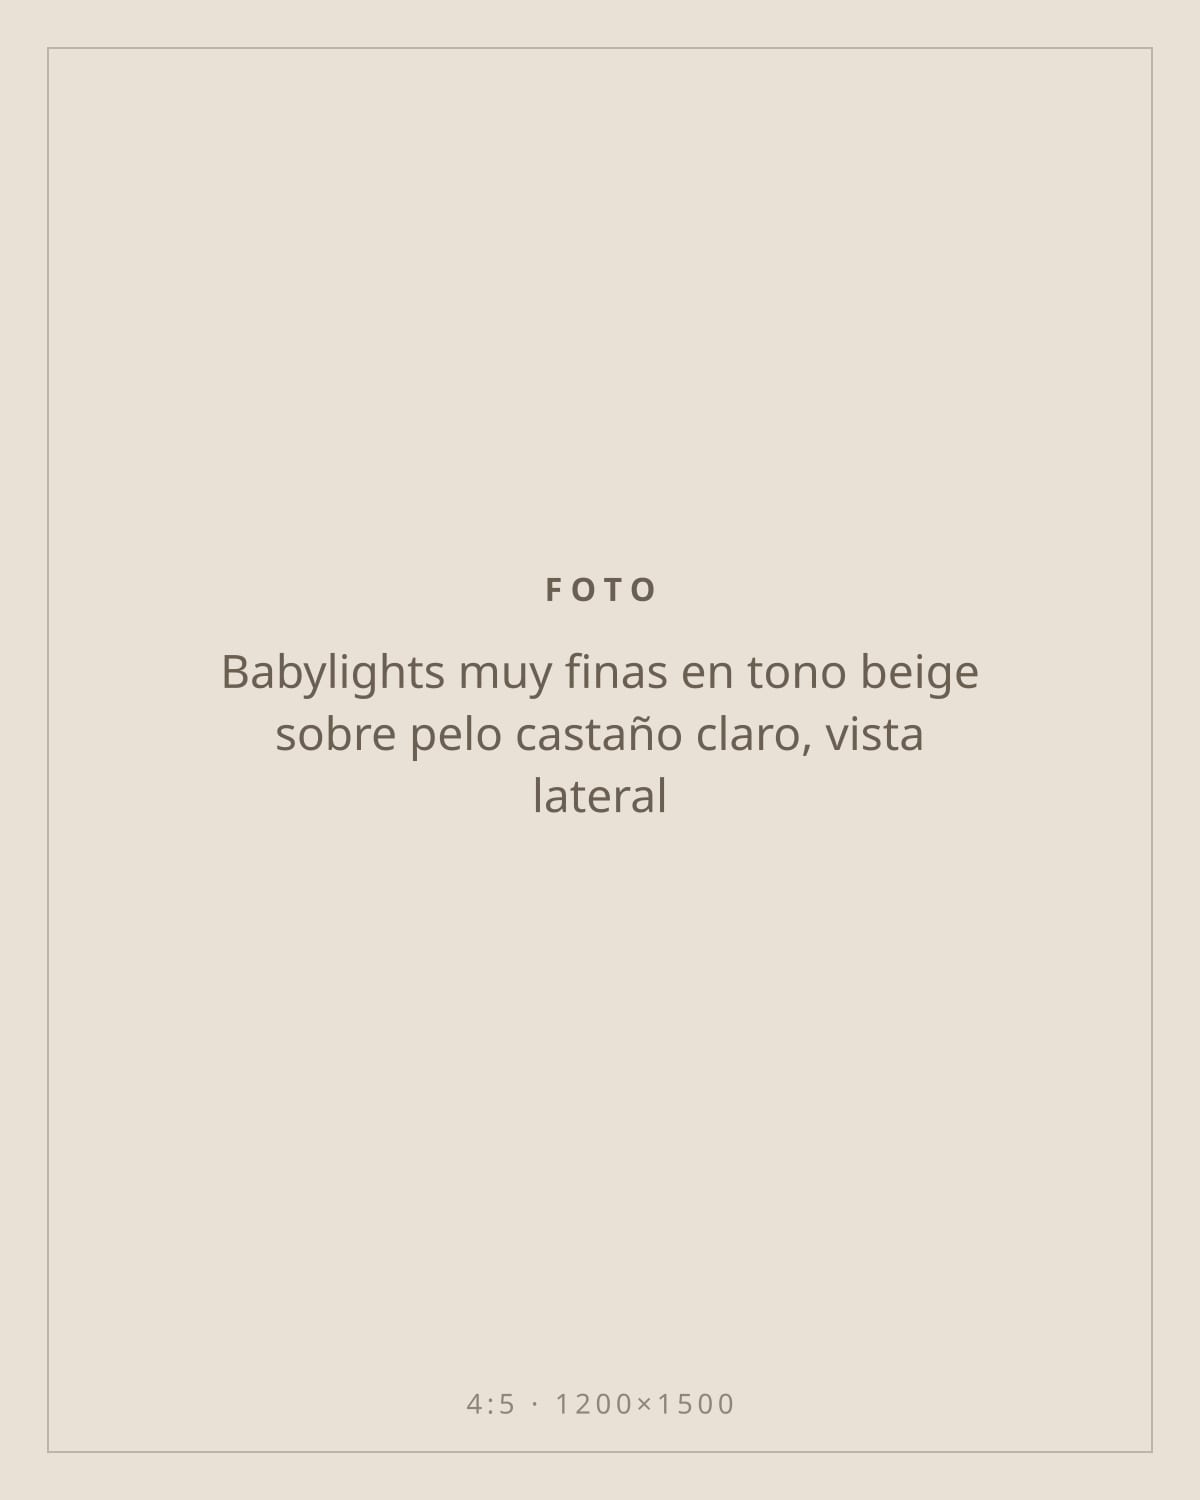 FOTO
Babylights muy finas en tono beige
sobre pelo castaño claro, vista
lateral
4:5 · 1200×1500